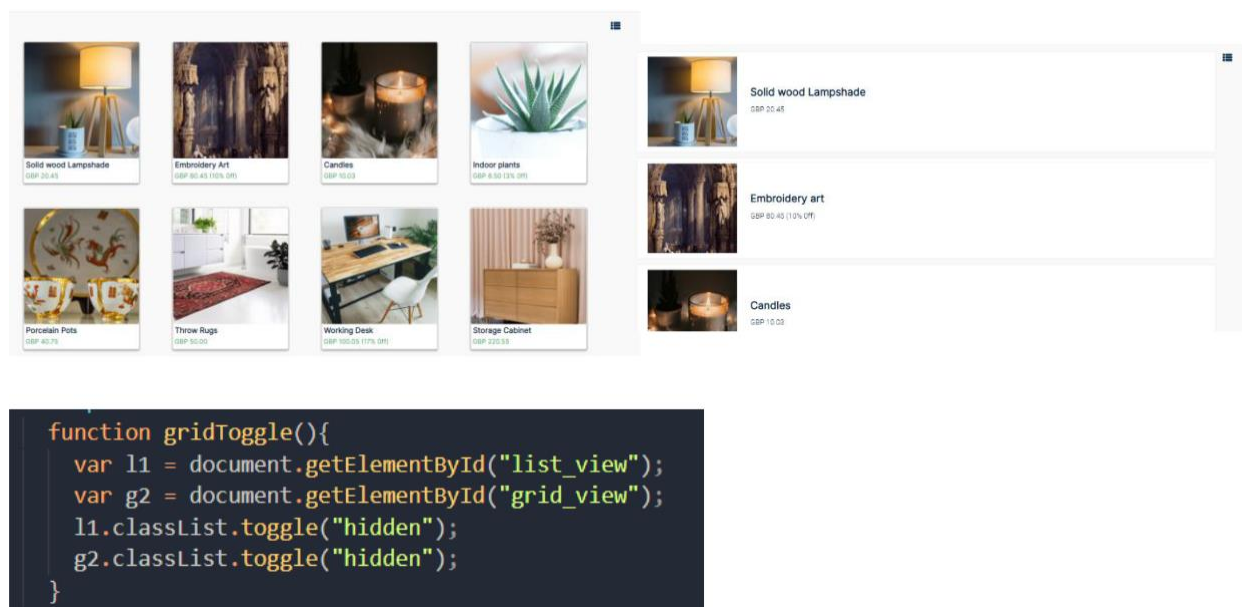 Solid wood Lampshade
GBP 20.45
Embroidery Art
GBP 80.45 (10% Off)
Candles
GBP 10.03
Indoor plants
GBP 8.50 (3% Off)
Porcelain Pots
GBP 40.79
Throw Rugs
GBP 50.00
Working Desk
GBP 100.05 (17% Off)
Storage Cabinet
GBP 220.55
Solid wood Lampshade
GBP 20.45
Embroidery art
GBP 80.45 (10% Off)
Candles
GBP 10.03
function gridToggle(){
var l1 = document.getElementById("list_view");
var g2 = document.getElementById("grid_view");
l1.classList.toggle("hidden");
g2.classList.toggle("hidden");
}